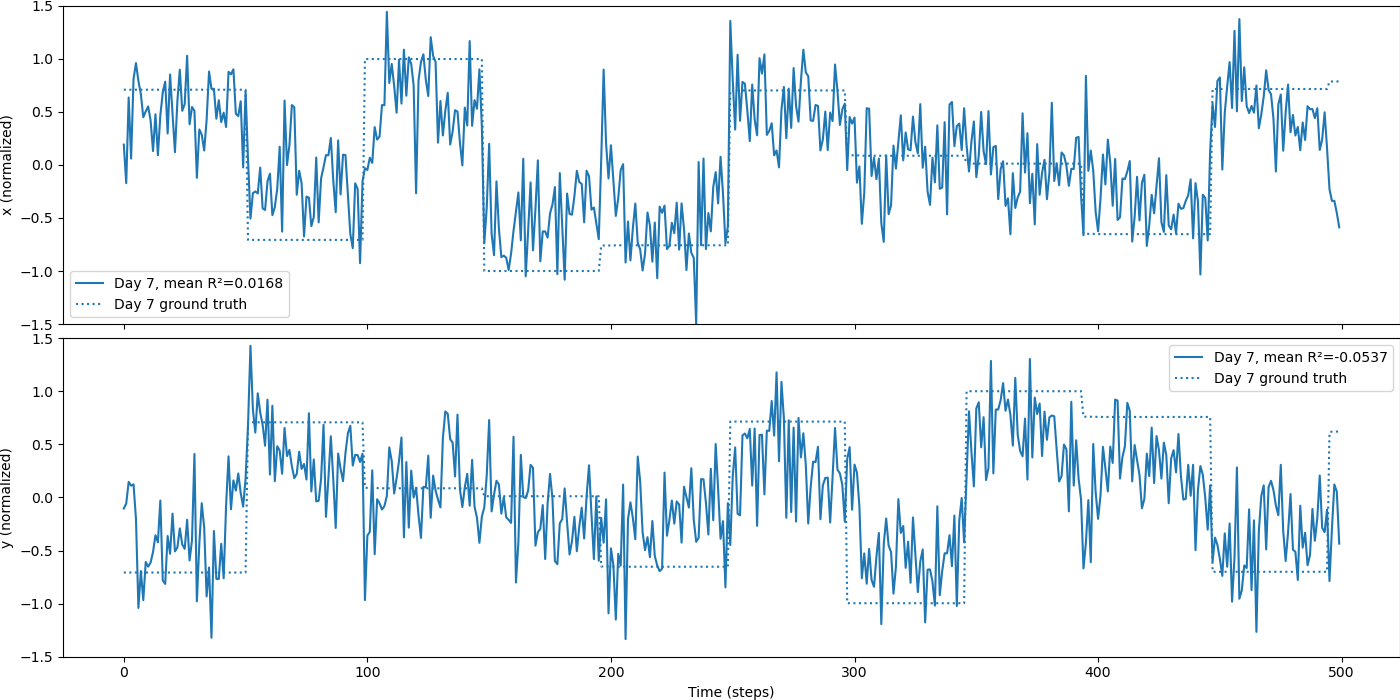 1.5
1.0
0.5
0.0
−0.5
−1.0
−1.5
x (normalized)
Day 7, mean R²=0.0168
Day 7 ground truth
1.5
1.0
0.5
0.0
−0.5
−1.0
−1.5
y (normalized)
Day 7, mean R²=-0.0537
Day 7 ground truth
0 100 200 300 400 500
Time (steps)